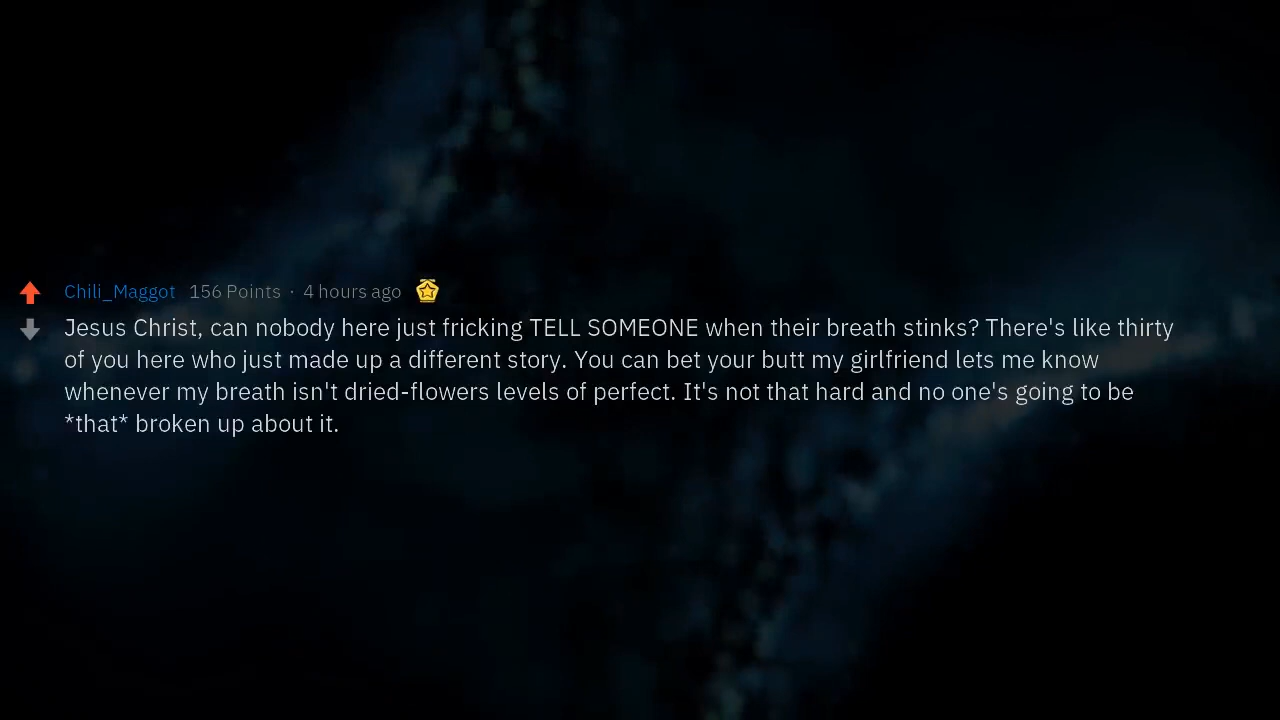 Chili_Maggot 156 Points · 4 hours ago
Jesus Christ, can nobody here just fricking TELL SOMEONE when their breath stinks? There's like thirty
of you here who just made up a different story. You can bet your butt my girlfriend lets me know
whenever my breath isn't dried-flowers levels of perfect. It's not that hard and no one's going to be
*that* broken up about it.